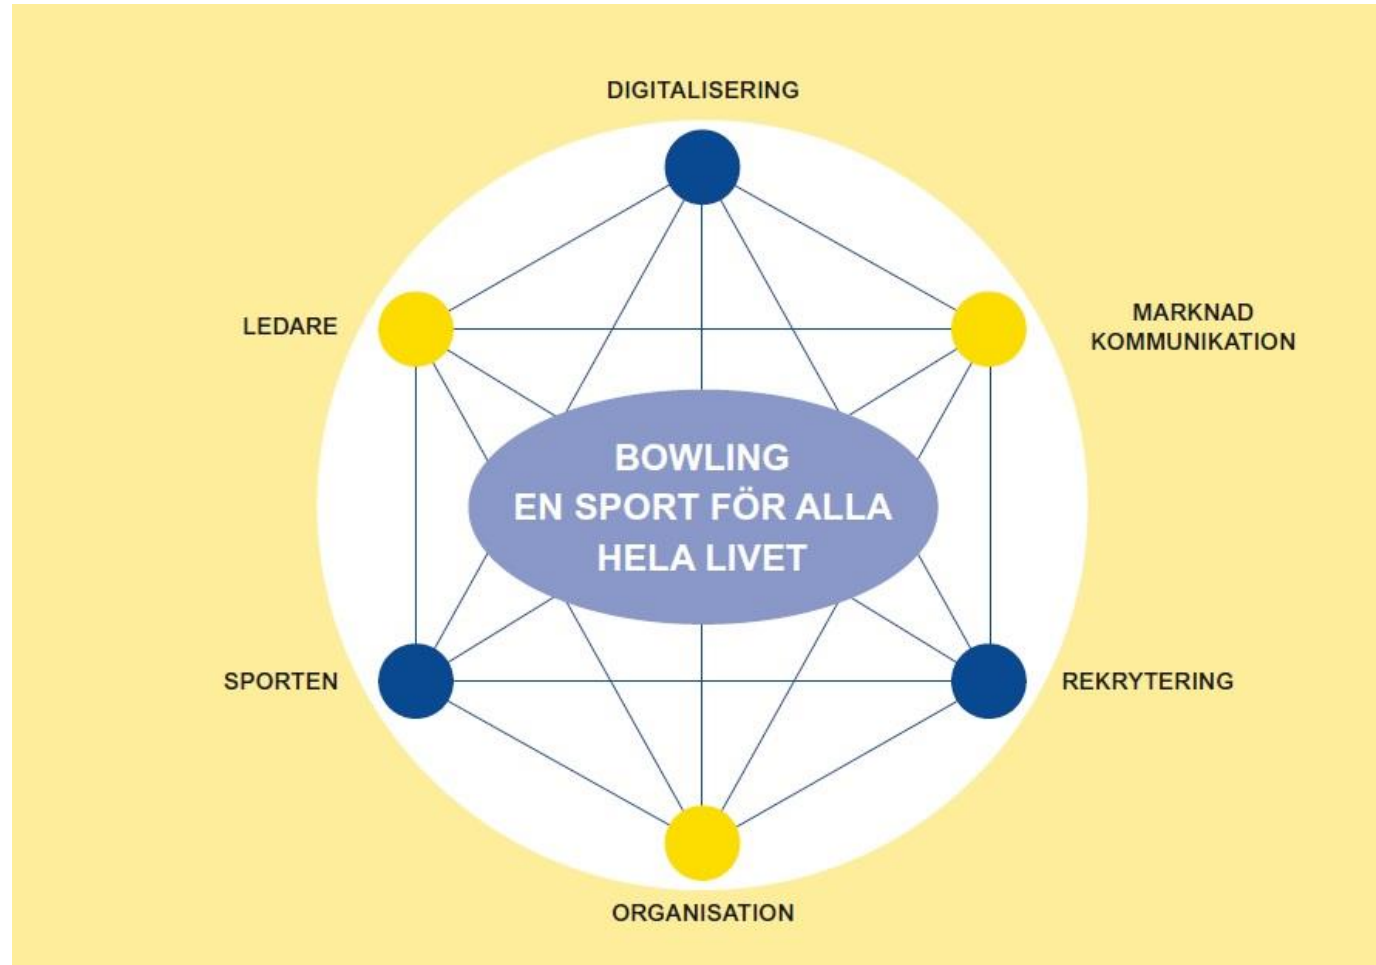 DIGITALISERING
LEDARE
MARKNAD
KOMMUNIKATION
BOWLING
EN SPORT FÖR ALLA
HELA LIVET
SPORTEN
REKRYTERING
ORGANISATION